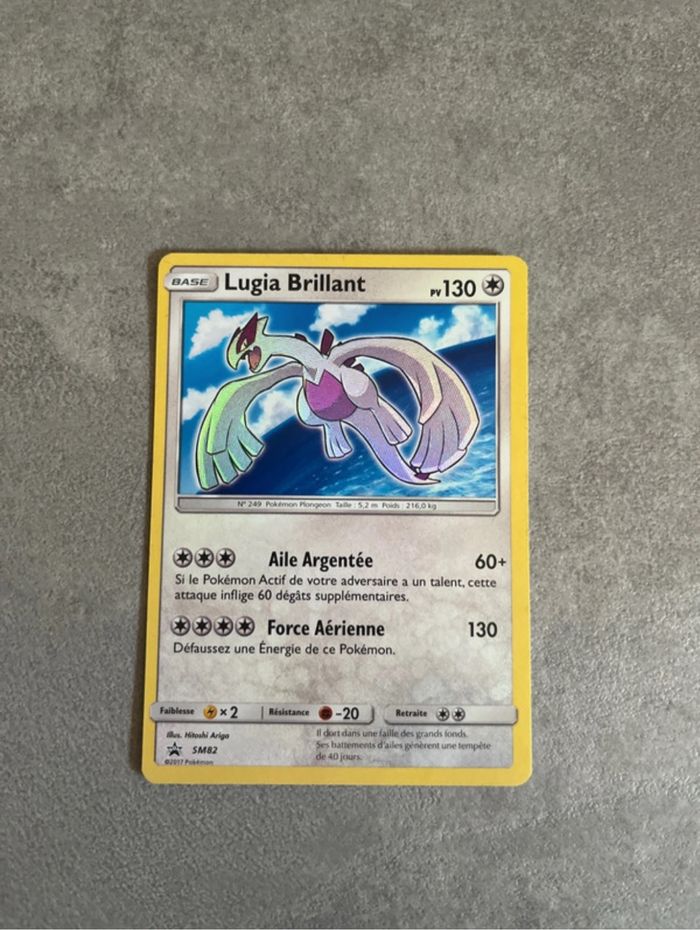 BASE Lugia Brillant PV 130
N° 249 Pokémon Plongeon Taille : 5,2 m Poids : 216,0 kg
Aile Argentée 60+
Si le Pokémon Actif de votre adversaire a un talent, cette
attaque inflige 60 dégâts supplémentaires.
Force Aérienne 130
Défaussez une Énergie de ce Pokémon.
Faiblesse × 2 Résistance -20 Retraite
Illus. Hitoshi Ariga
SM82
©2017 Pokémon
Il dort dans une faille des grands fonds.
Ses battements d'ailes génèrent une tempête
de 40 jours.